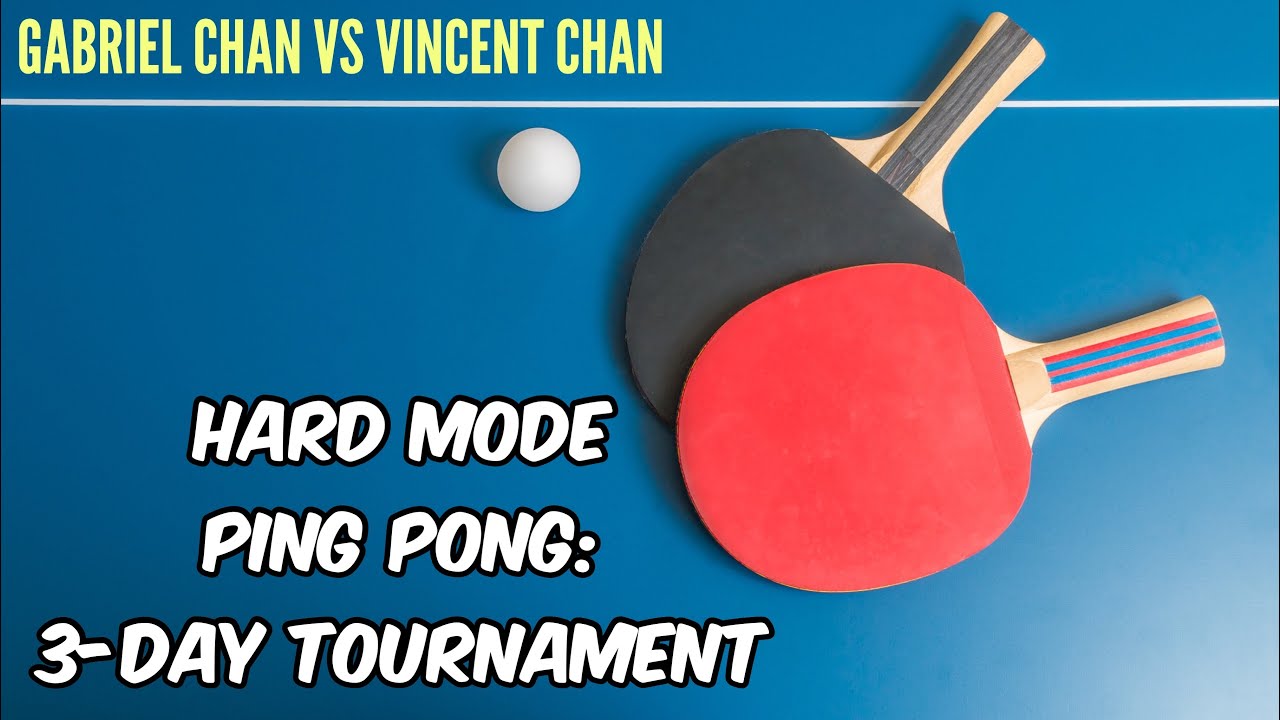 GABRIEL CHAN VS VINCENT CHAN
HARD MODE
PING PONG:
3-DAY TOURNAMENT